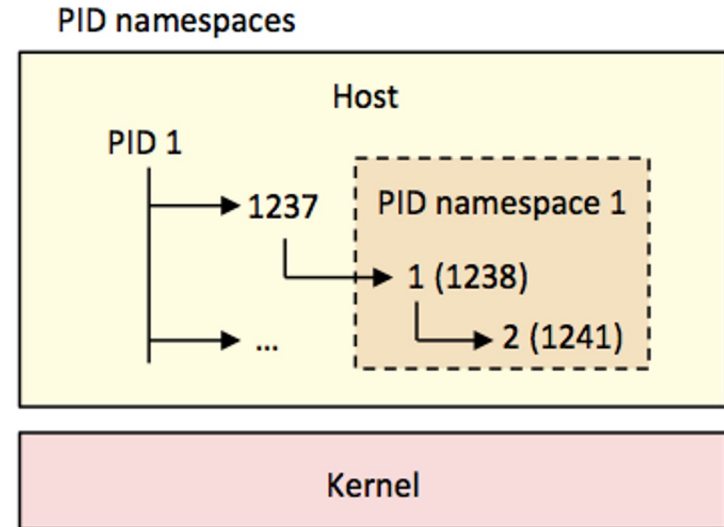 PID namespaces
Host
PID 1
1237
PID namespace 1
1 (1238)
...
2 (1241)
Kernel